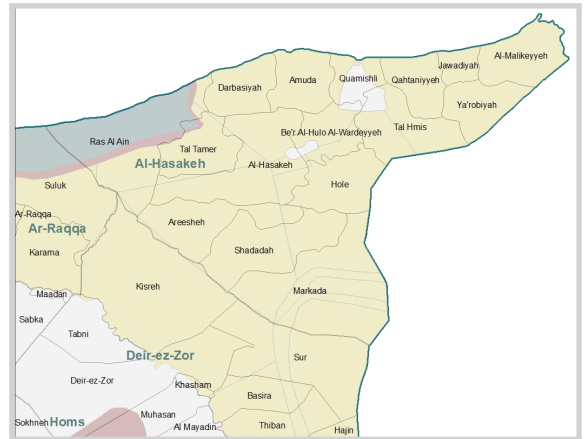 Al-Malikeyyeh
Jawadiyah
Quamishli
Qahtaniyyeh
Amuda
Darbasiyah
Ya'robiyah
Tal Hmis
Be'r Al-Hulo Al-Wardeyyeh
Ras Al Ain
Tal Tamer
Al-Hasakeh
Al-Hasakeh
Suluk
Hole
Ar-Raqqa
Areesheh
Ar-Raqqa
Karama
Shadadah
Kisreh
Markada
Maadan
Sabka
Tabni
Deir-ez-Zor
Sur
Deir-ez-Zor
Khasham
Basira
Muhasan
Sokhneh
Homs
Al Mayadin
Thiban
Hajin